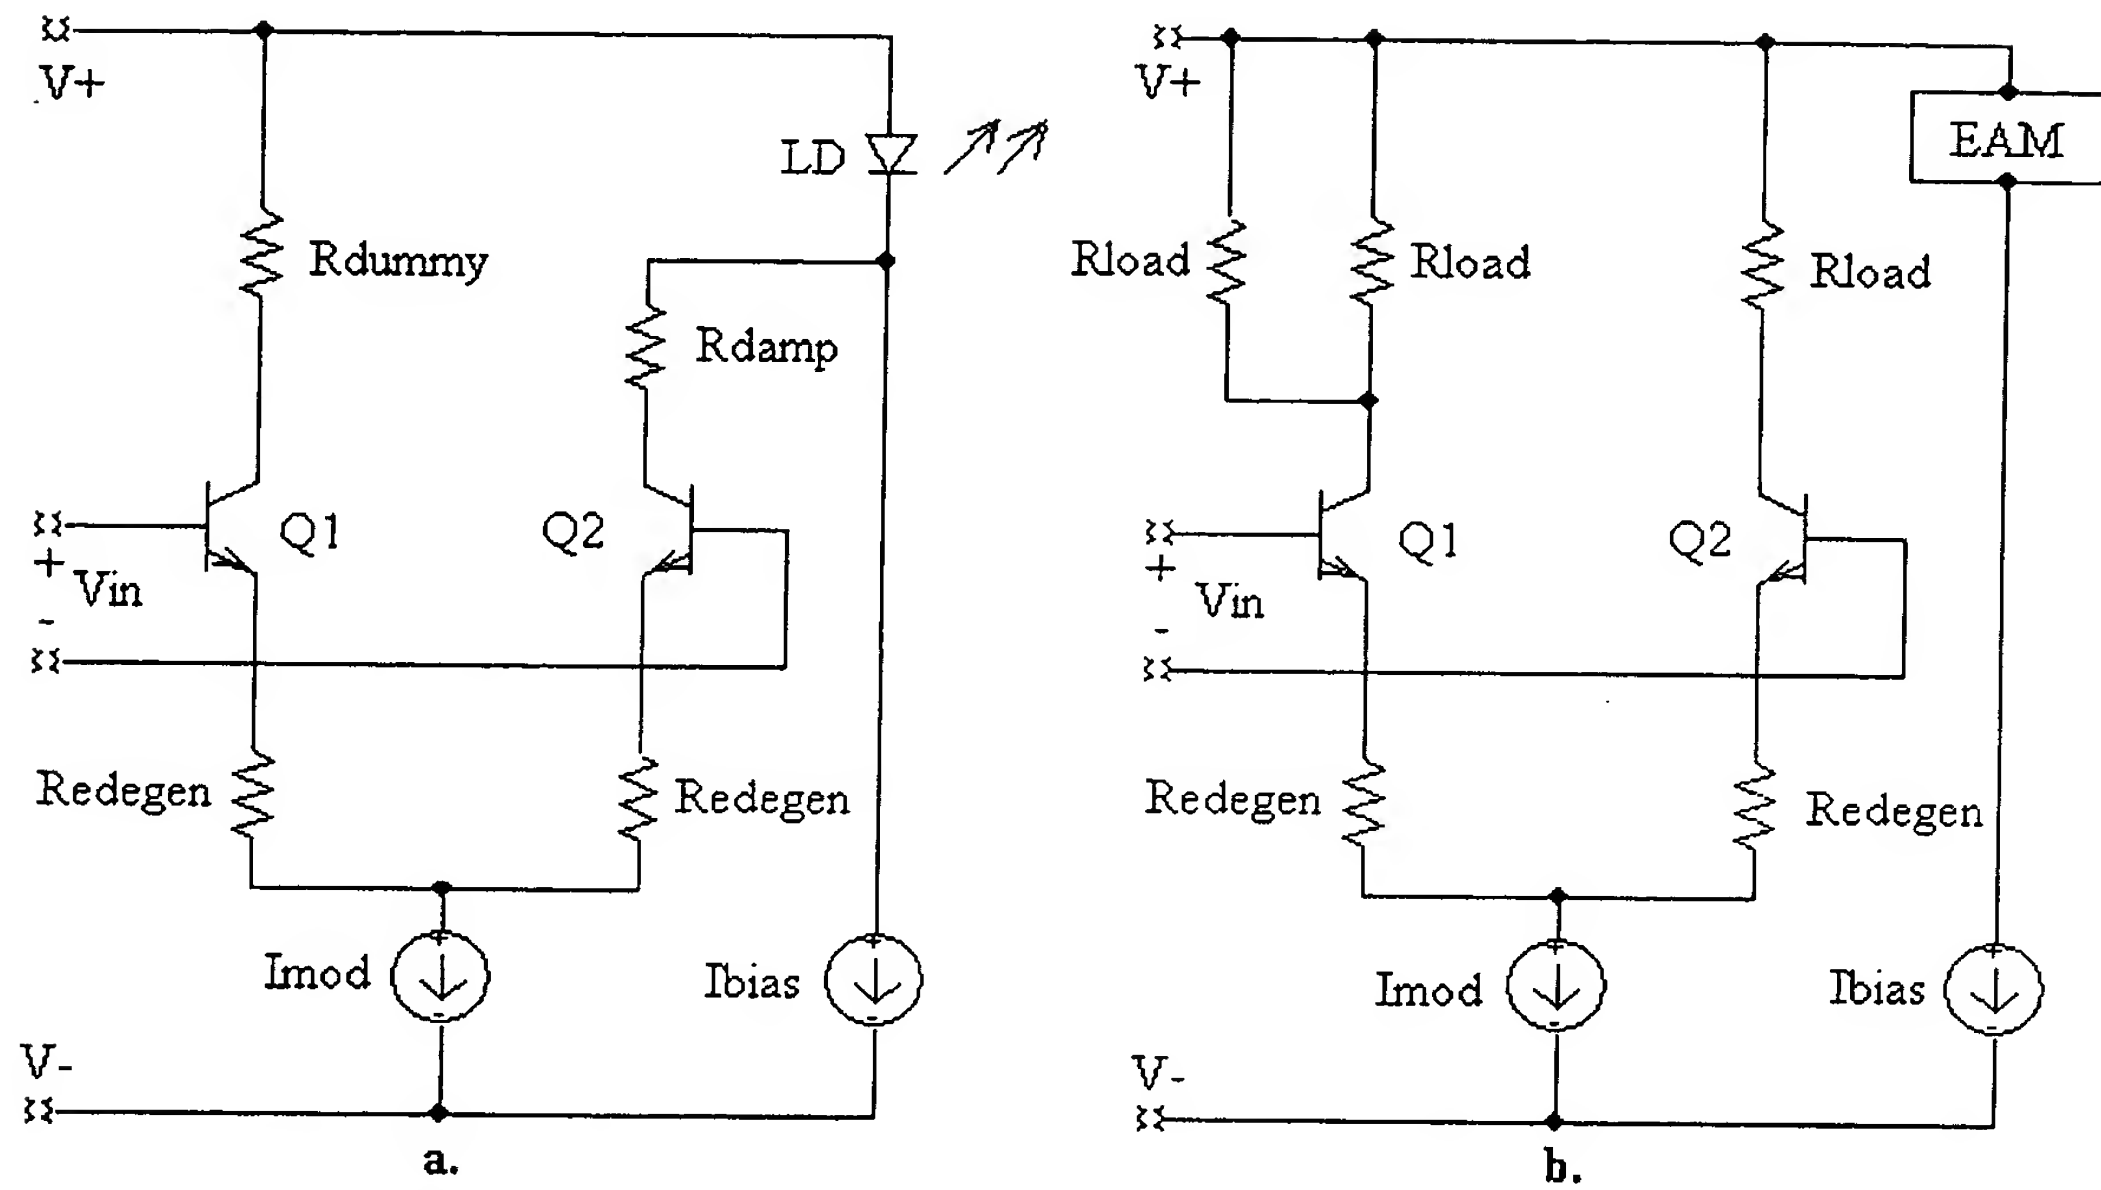 V+
LD
Rdummy
Rdamp
Q1
Q2
+
Vin
-
Redegen
Redegen
Imod
Ibias
V-
a.
V+
EAM
Rload
Rload
Rload
Q1
Q2
+
Vin
-
Redegen
Redegen
+
-
+
-
Imod
Ibias
+
-
+
-
V-
b.